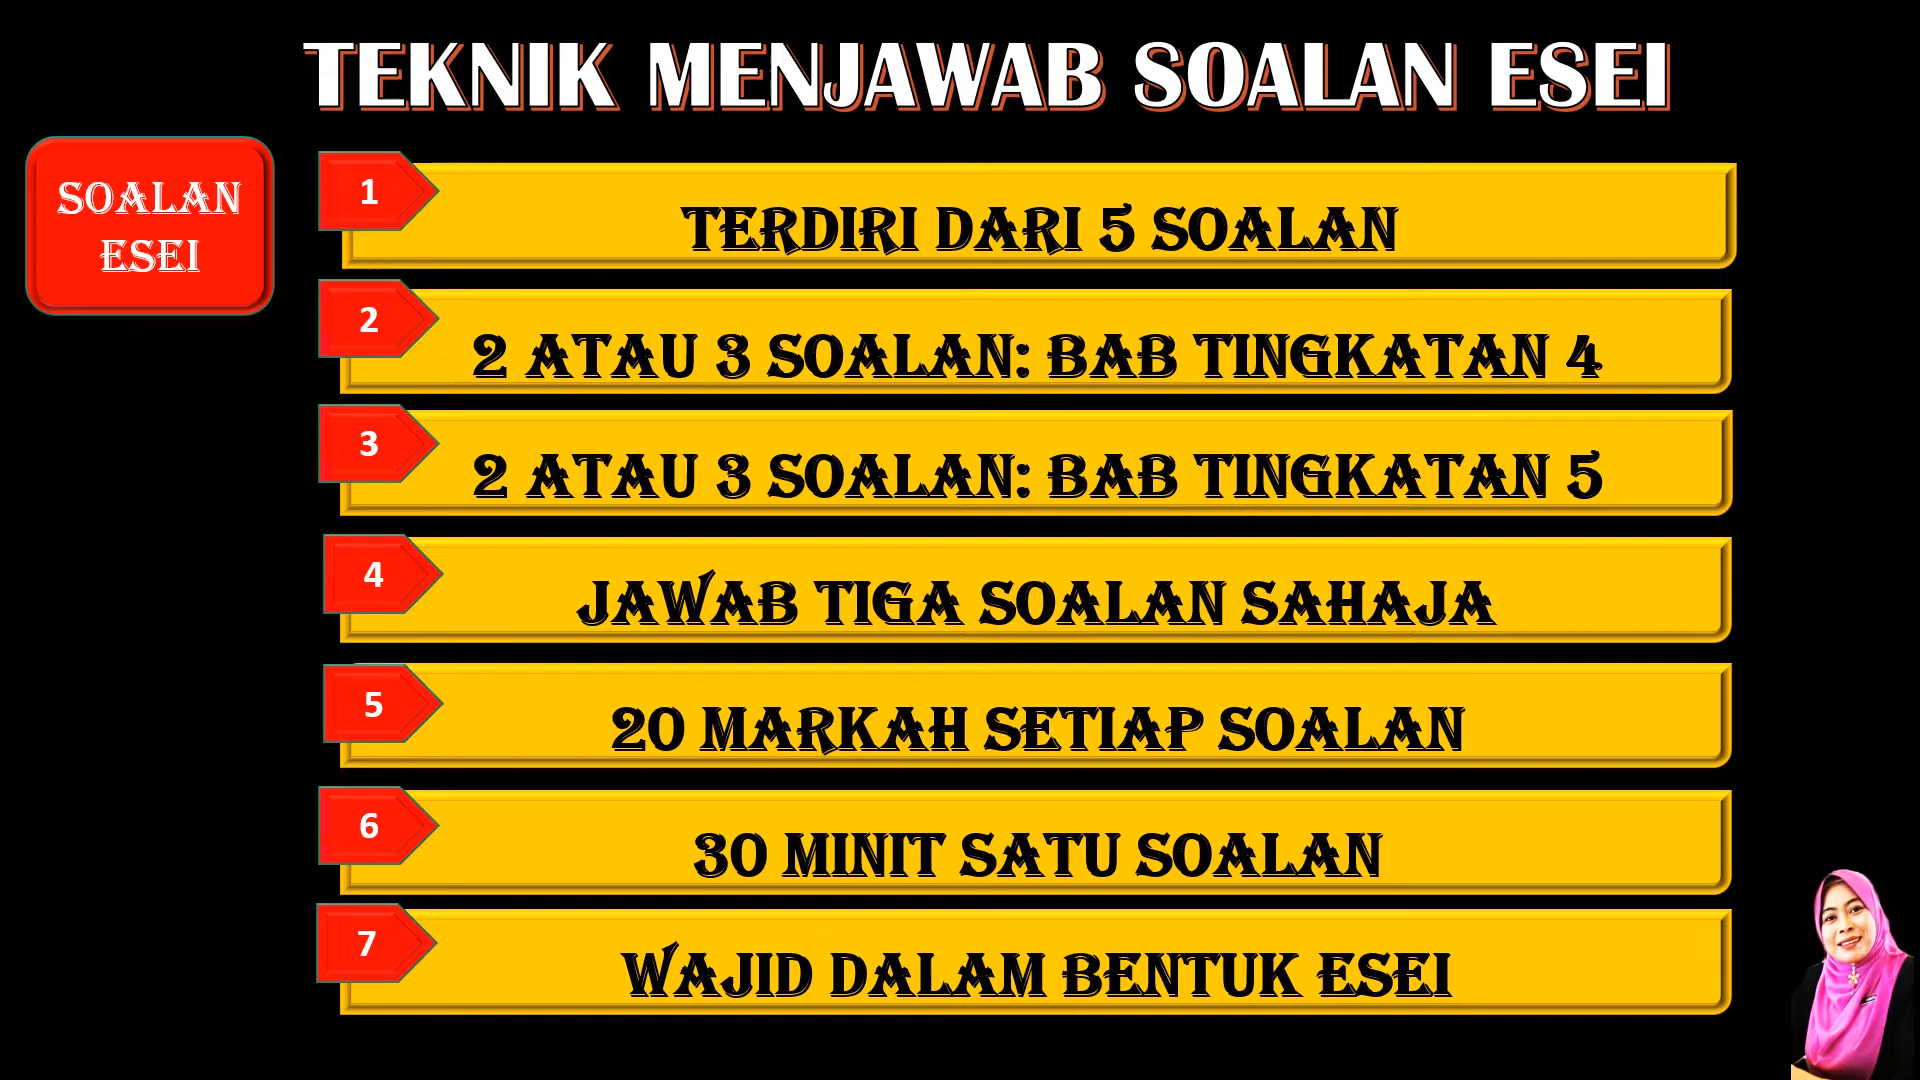 TEKNIK MENJAWAB SOALAN ESEI
SOALAN
ESEI
1
TERDIRI DARI 5 SOALAN
2
2 ATAU 3 SOALAN: BAB TINGKATAN 4
3
2 ATAU 3 SOALAN: BAB TINGKATAN 5
4
JAWAB TIGA SOALAN SAHAJA
5
20 MARKAH SETIAP SOALAN
6
30 MINIT SATU SOALAN
7
WAJID DALAM BENTUK ESEI